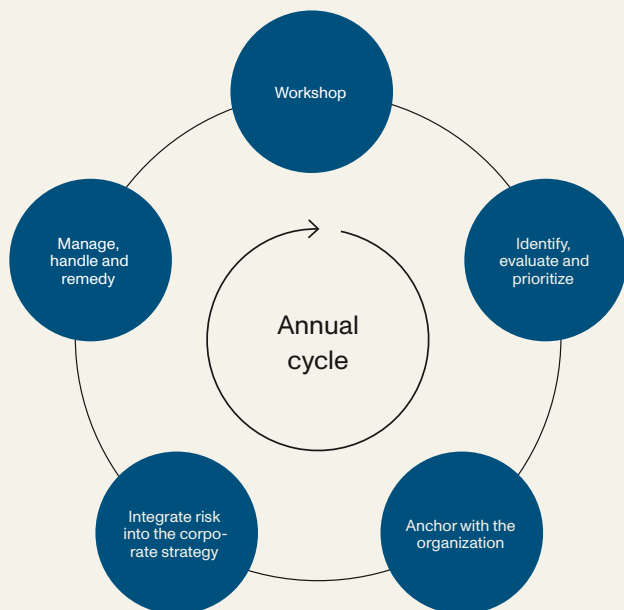 Workshop
Identify,
evaluate and
prioritize
Anchor with the
organization
Integrate risk
into the corpo-
rate strategy
Manage,
handle and
remedy
Annual
cycle